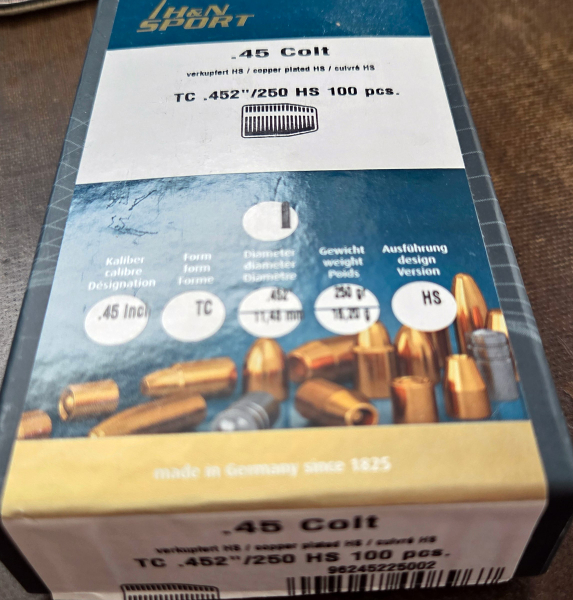 H&N
SPORT
.45 Colt
verkupfert HS / copper plated HS / cuivré HS
TC .452"/250 HS 100 pcs.
Kaliber
calibre
Désignation
Form
form
Forme
Diameter
diameter
Diamètre
Gewicht
weight
Poids
Ausführung
design
Version
.45 Inch
TC
.452"
11,48 mm
250 gr
16,20 g
HS
made in Germany since 1825
.45 Colt
verkupfert HS / copper plated HS / cuivré HS
TC .452"/250 HS 100 pcs.
96245225002